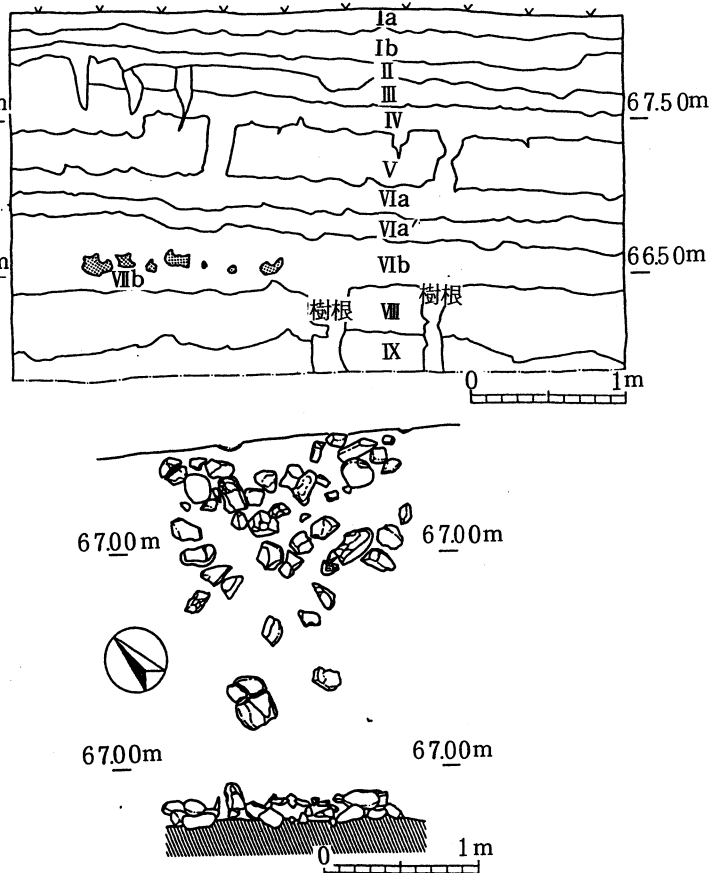 Ia
Ib
II
III
67.50m
m
IV
V
VIa
VIa′
66.50m
m
VIb
VIIb
樹根
樹根
VIII
IX
0 1m
67.00m
67.00m
67.00m
67.00m
0 1m